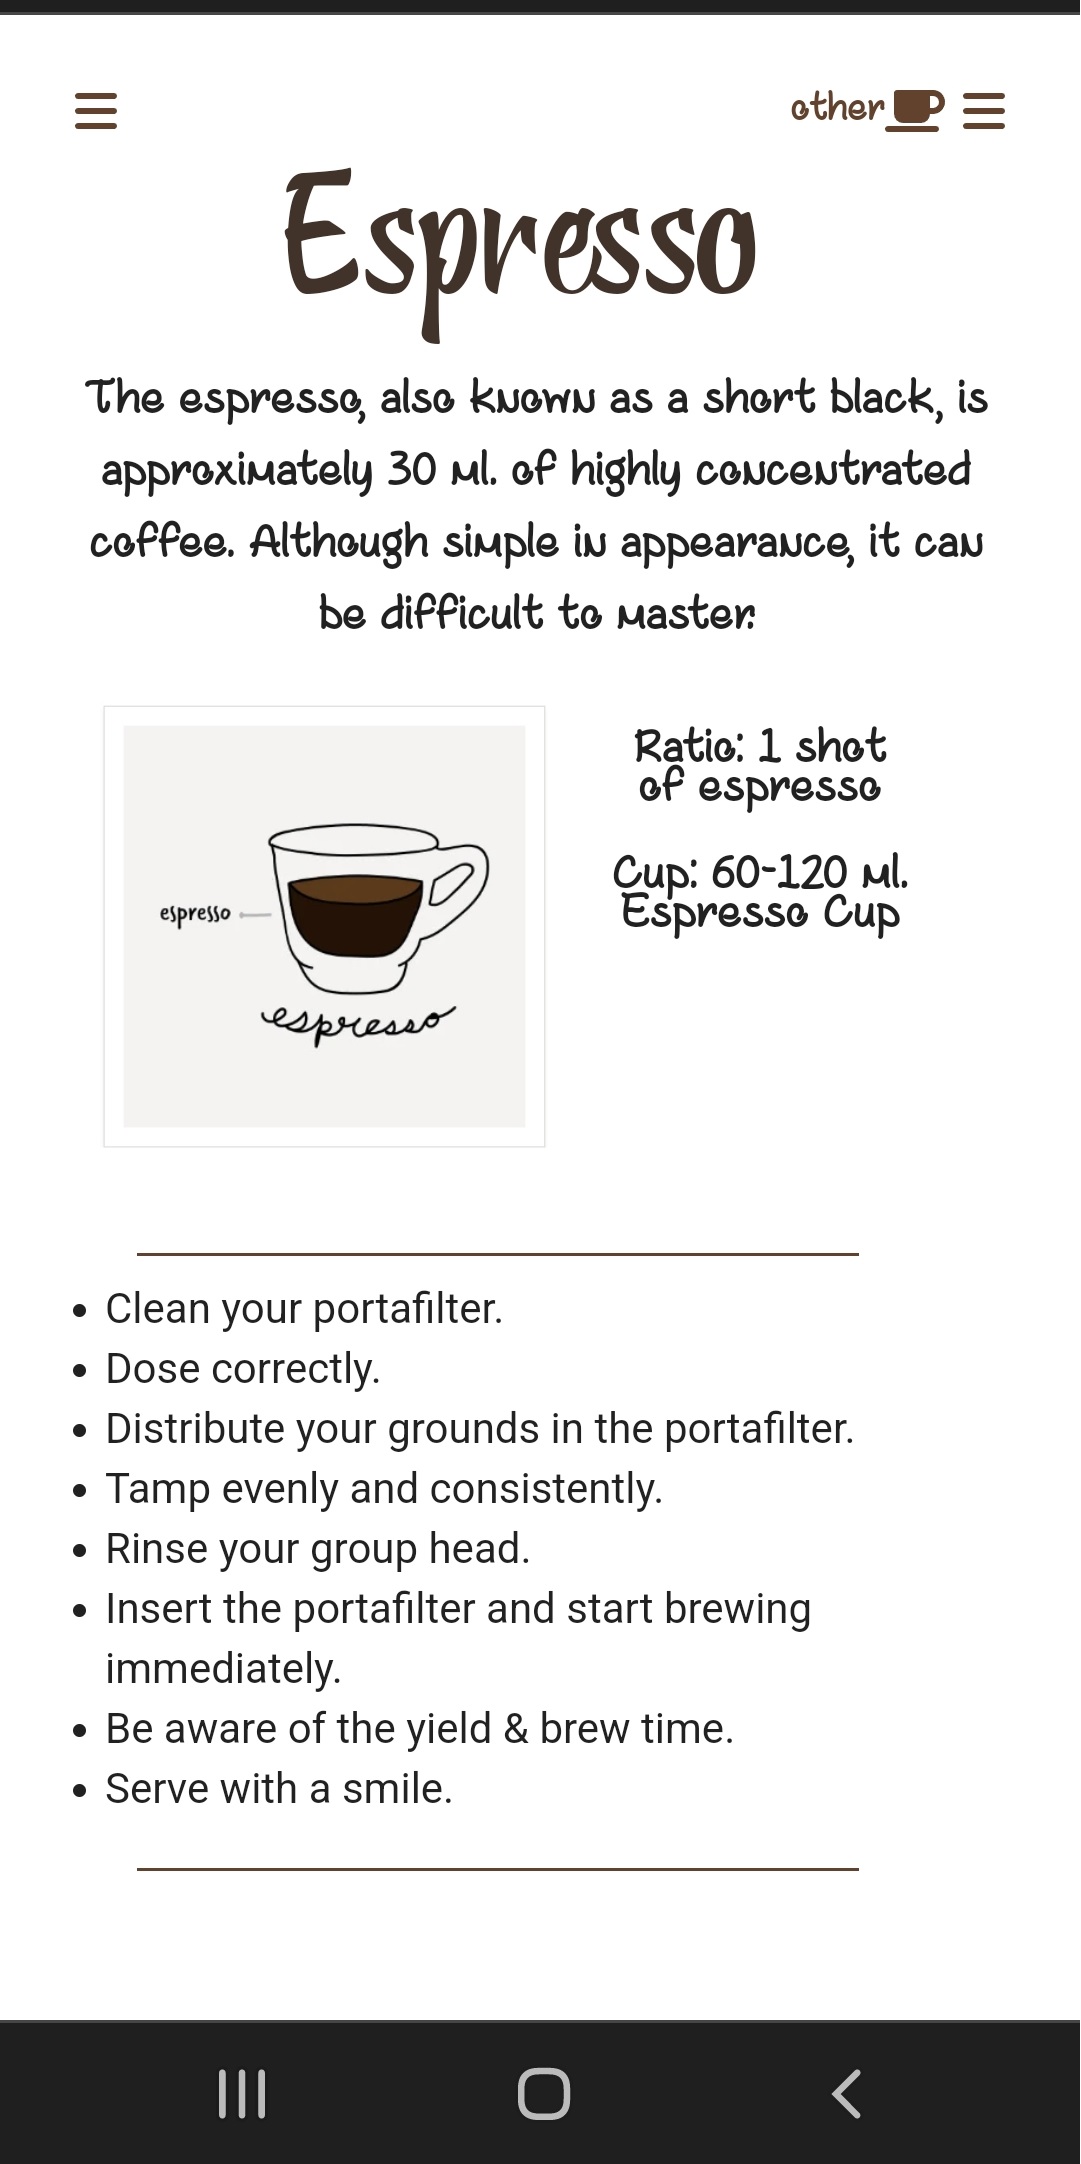 other
Espresso
The espresso, also known as a short black, is
approximately 30 ml. of highly concentrated
coffee. Although simple in appearance, it can
be difficult to master.
espresso
espresso
Ratio: 1 shot
of espresso
Cup: 60-120 ml.
Espresso Cup
• Clean your portafilter.
• Dose correctly.
• Distribute your grounds in the portafilter.
• Tamp evenly and consistently.
• Rinse your group head.
• Insert the portafilter and start brewing
immediately.
• Be aware of the yield & brew time.
• Serve with a smile.